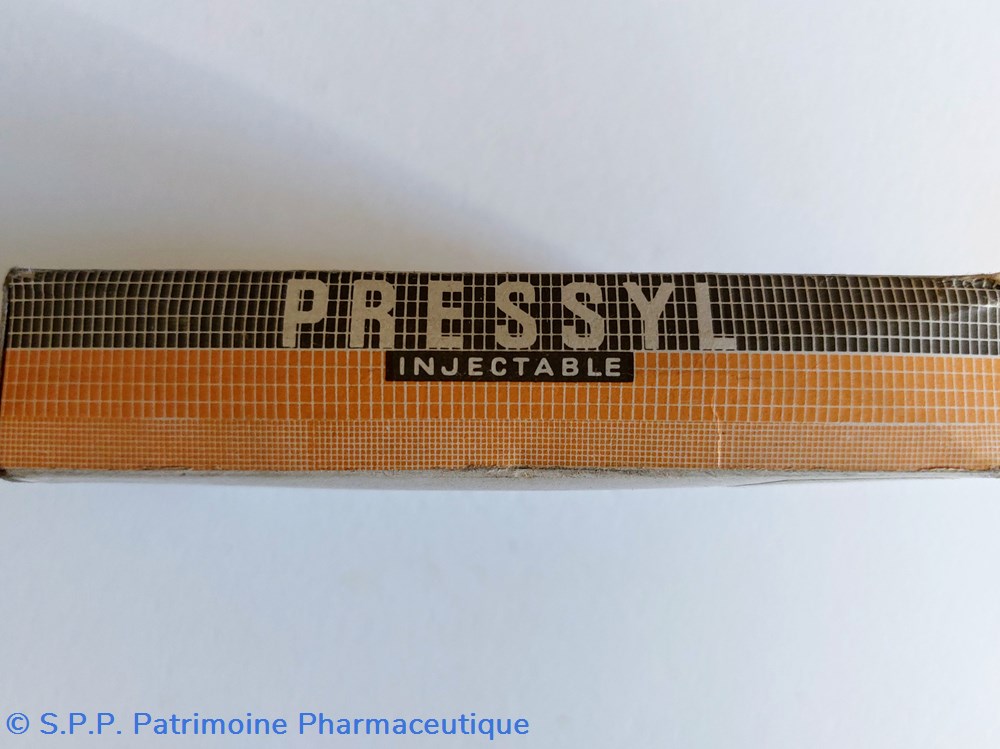 PRESSYL
INJECTABLE
© S.P.P. Patrimoine Pharmaceutique